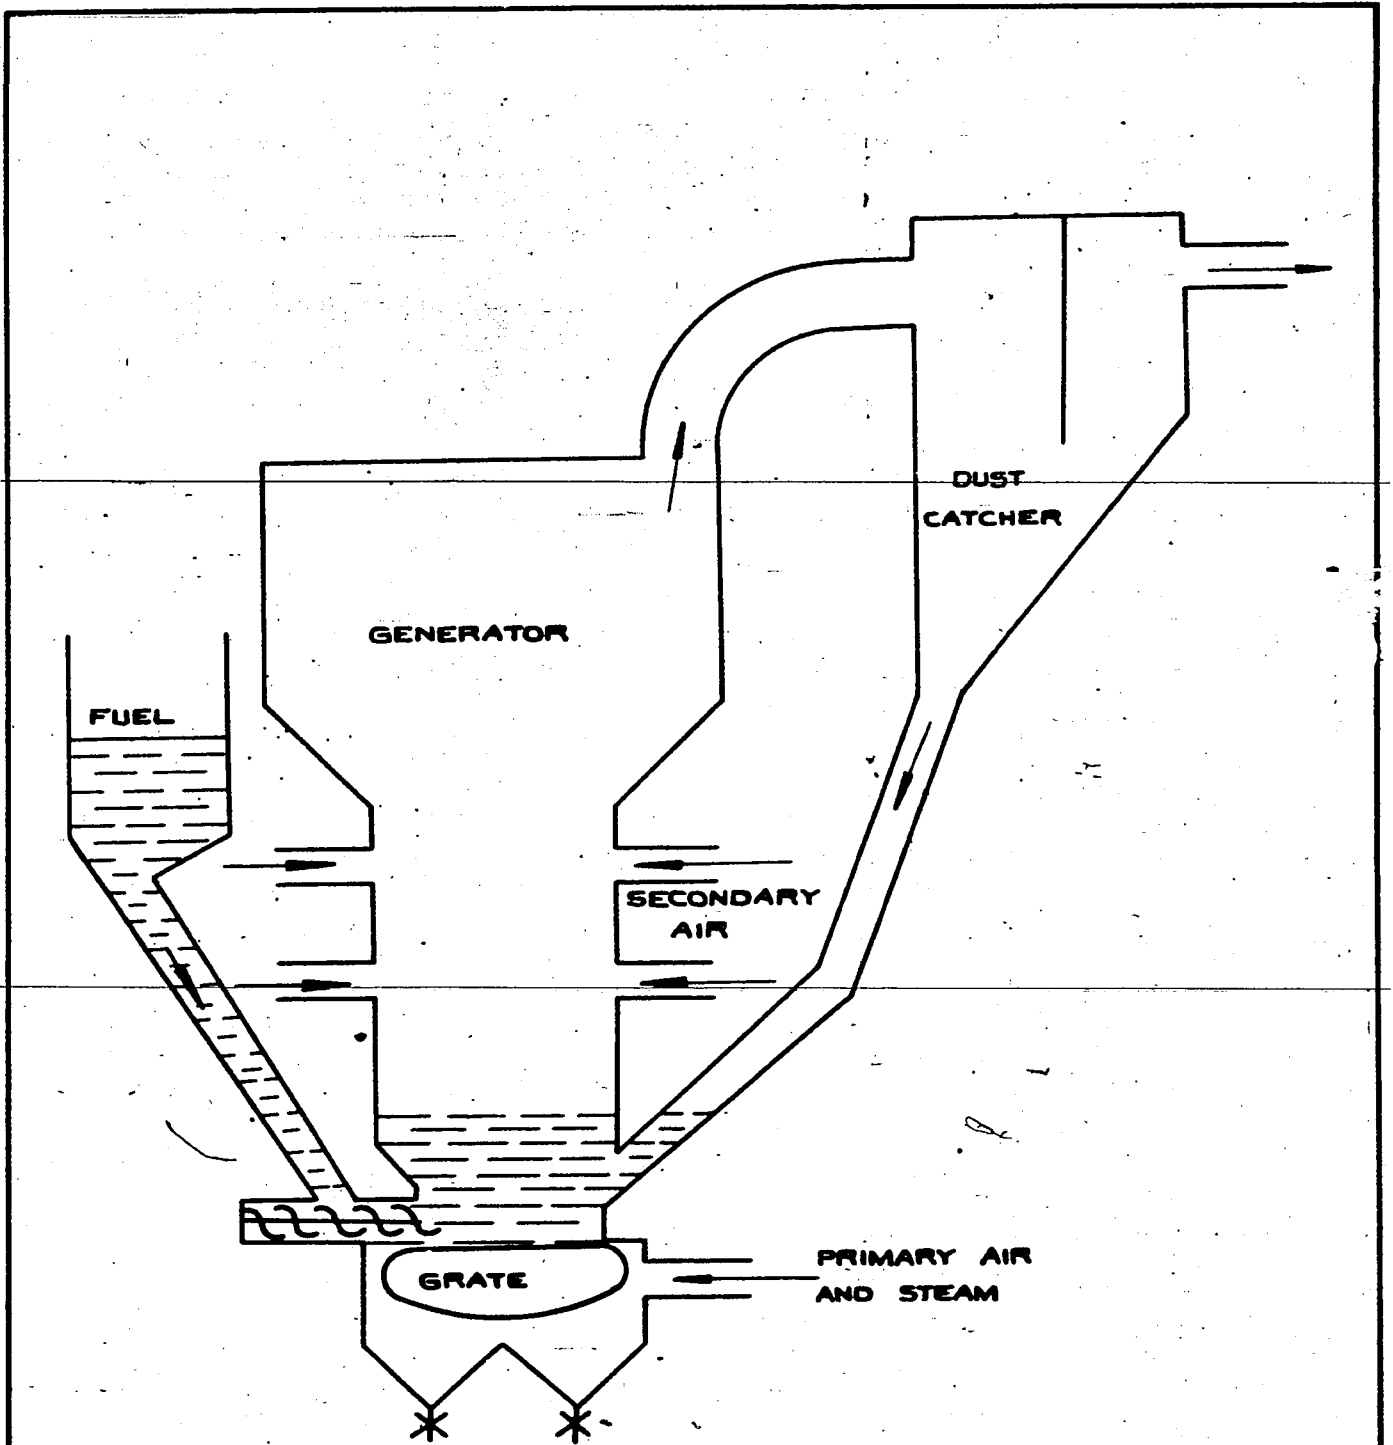 DUST
CATCHER
GENERATOR
FUEL
SECONDARY
AIR
GRATE
PRIMARY AIR
AND STEAM